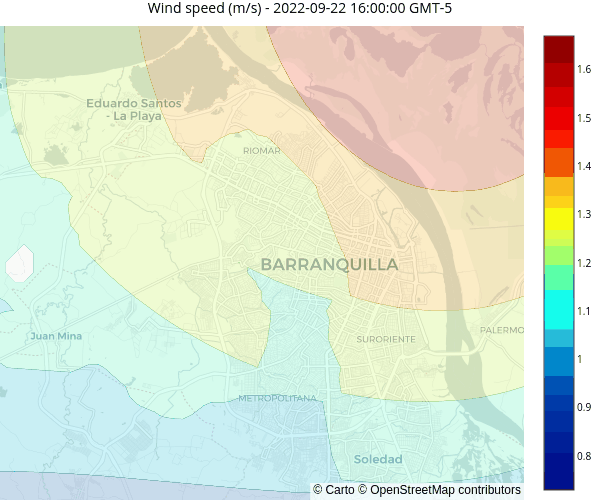 Wind speed (m/s) - 2022-09-22 16:00:00 GMT-5
1.6
1.5
1.4
1.3
1.2
1.1
1
0.9
0.8
Eduardo Santos
- La Playa
RIOMAR
BARRANQUILLA
Juan Mina
SURORIENTE
PALERMO
METROPOLITANA
Soledad
© Carto © OpenStreetMap contributors